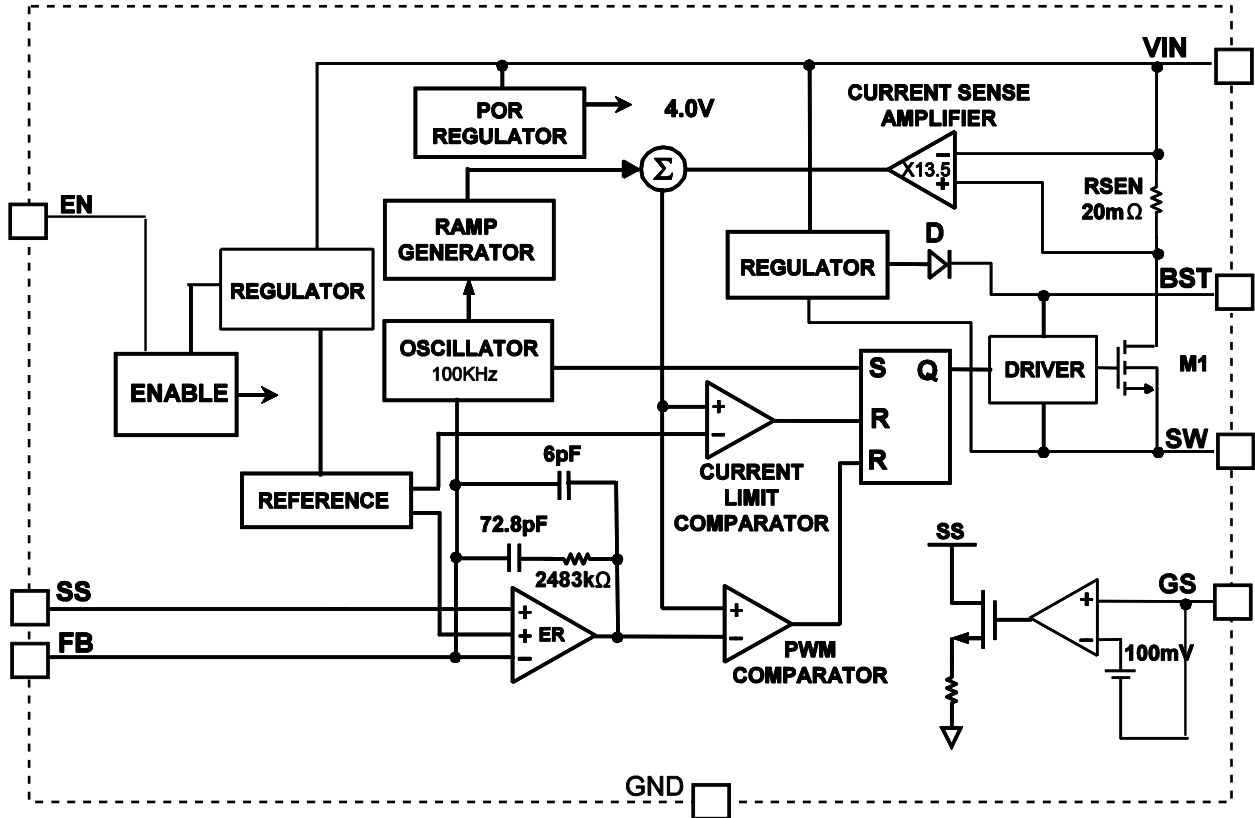 VIN
CURRENT SENSE
AMPLIFIER
POR
REGULATOR
4.0V
Σ
X13.5
−
+
RSEN
20mΩ
EN
RAMP
GENERATOR
D
REGULATOR
REGULATOR
BST
OSCILLATOR
100KHz
ENABLE
S
Q
DRIVER
M1
+
−
R
R
SW
CURRENT
LIMIT
COMPARATOR
6pF
REFERENCE
72.8pF
2483kΩ
SS
SS
GS
+
+
ER
−
FB
+
−
PWM
COMPARATOR
+
−
100mV
GND